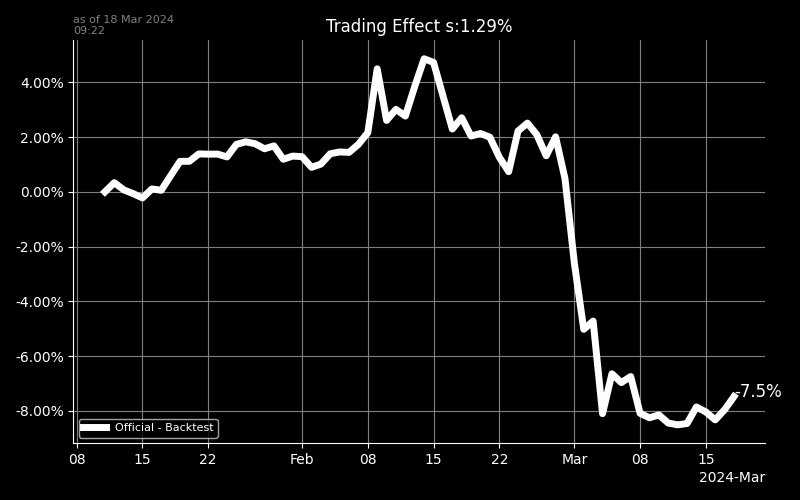 as of 18 Mar 2024
09:22
Trading Effect s:1.29%
4.00%
2.00%
0.00%
-2.00%
-4.00%
-6.00%
-8.00%
-7.5%
Official - Backtest
08 15 22 Feb 08 15 22 Mar 08 15
2024-Mar